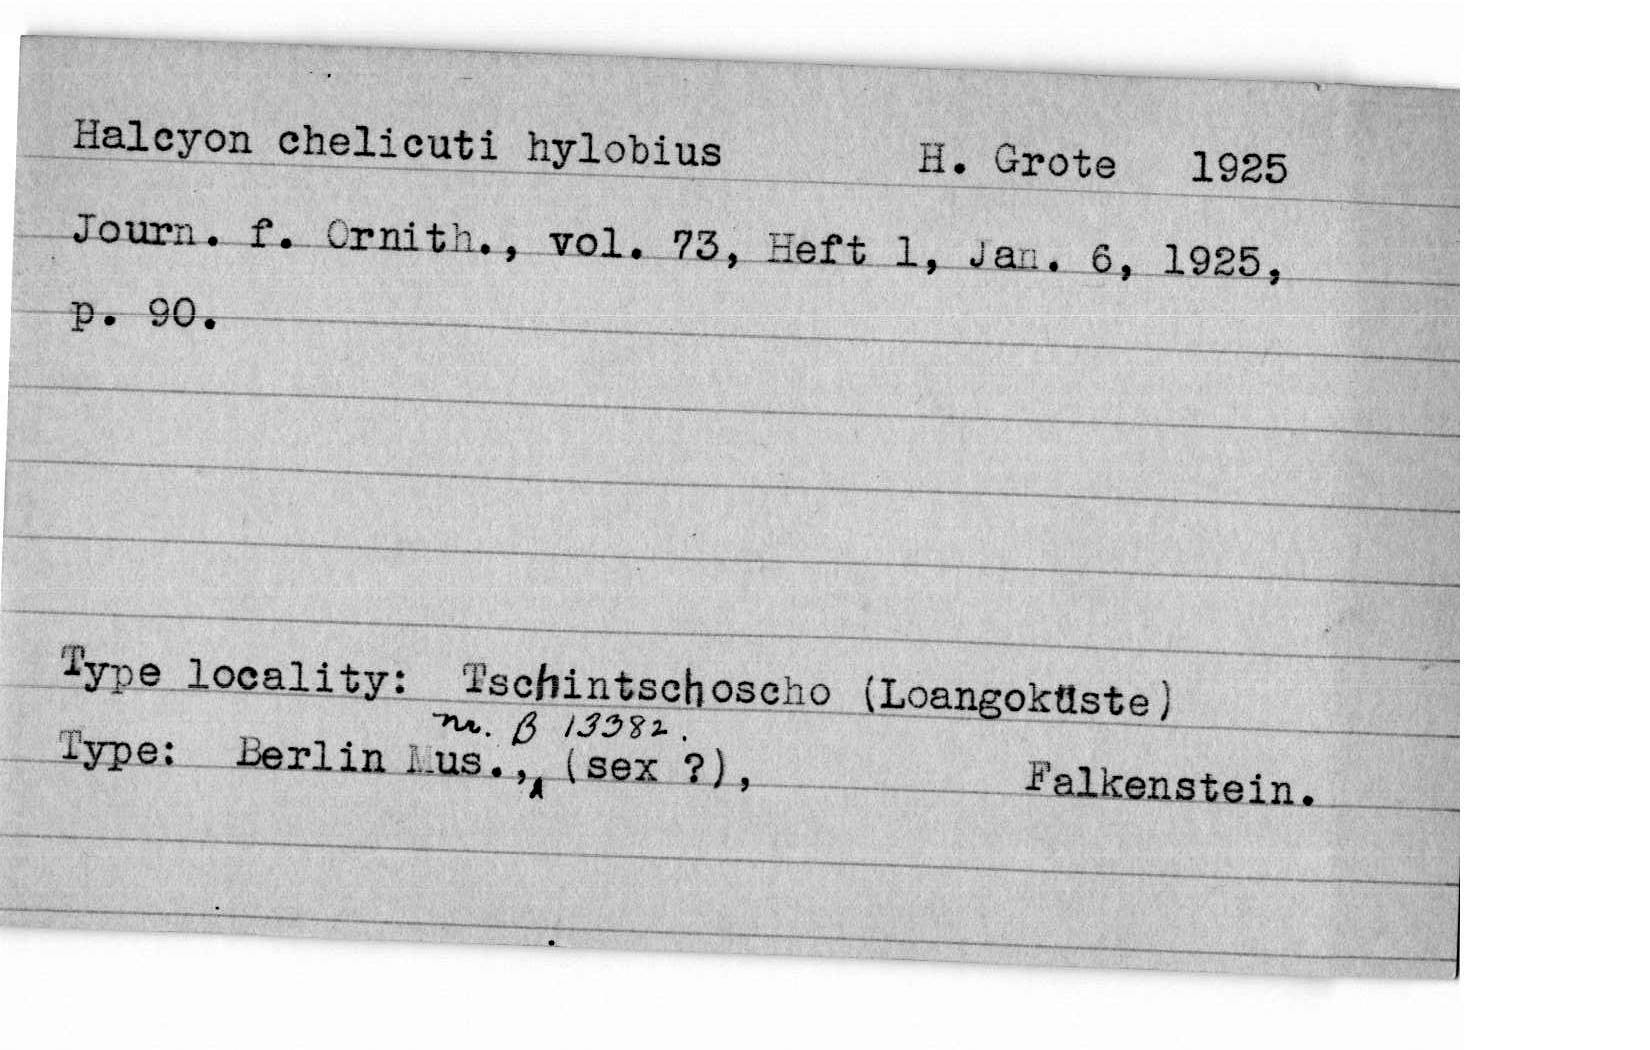 Halcyon chelicuti hylobius H. Grote 1925
Journ. f. Ornith., vol. 73, Heft 1, Jan. 6, 1925,
p. 90.
Type locality: Tschintschoscho (Loangoküste)
nr. B 13382.
Type: Berlin Mus., (sex ?), Falkenstein.